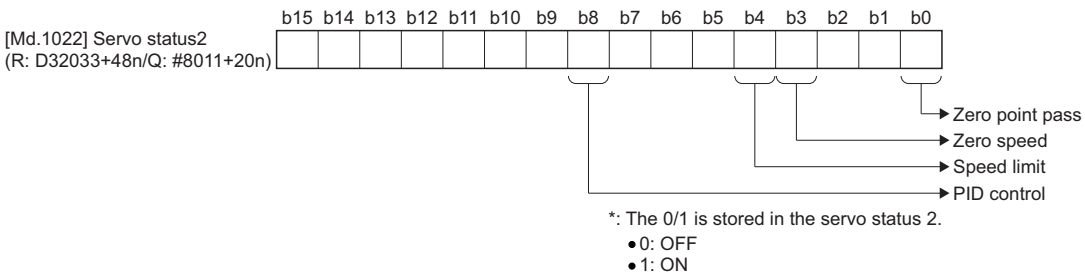 b15 b14 b13 b12 b11 b10 b9 b8 b7 b6 b5 b4 b3 b2 b1 b0
[Md.1022] Servo status2
(R: D32033+48n/Q: #8011+20n)
Zero point pass
Zero speed
Speed limit
PID control
*: The 0/1 is stored in the servo status 2.
●0: OFF
●1: ON